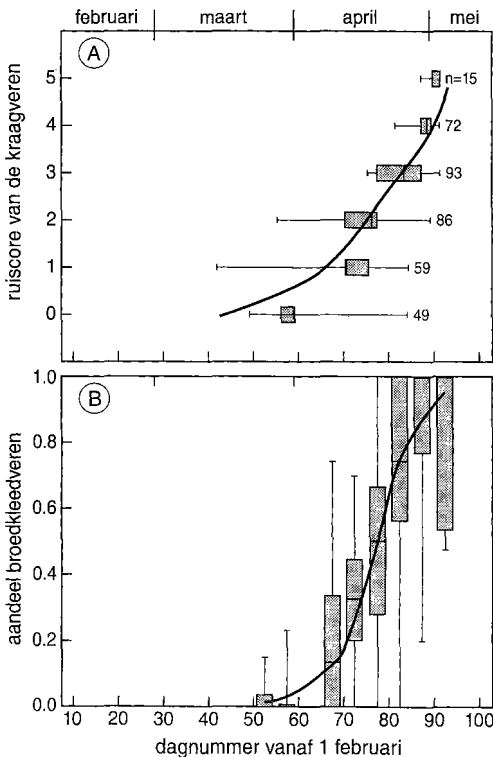 februari maart april mei
A
ruiscore van de kraagveren
5 n=15
4 72
3 93
2 86
1 59
0 49
B
aandeel broedkleedveren
1.0
0.8
0.6
0.4
0.2
0.0
10 20 30 40 50 60 70 80 90 100
dagnummer vanaf 1 februari